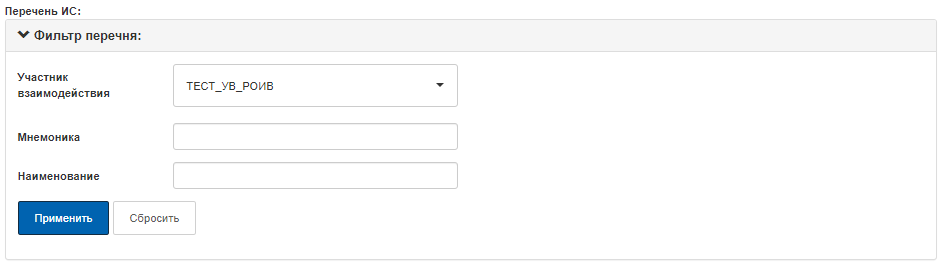 Перечень ИС:
Фильтр перечня:
Участник
взаимодействия
ТЕСТ_УВ_РОИВ
Мнемоника
Наименование
Применить
Сбросить